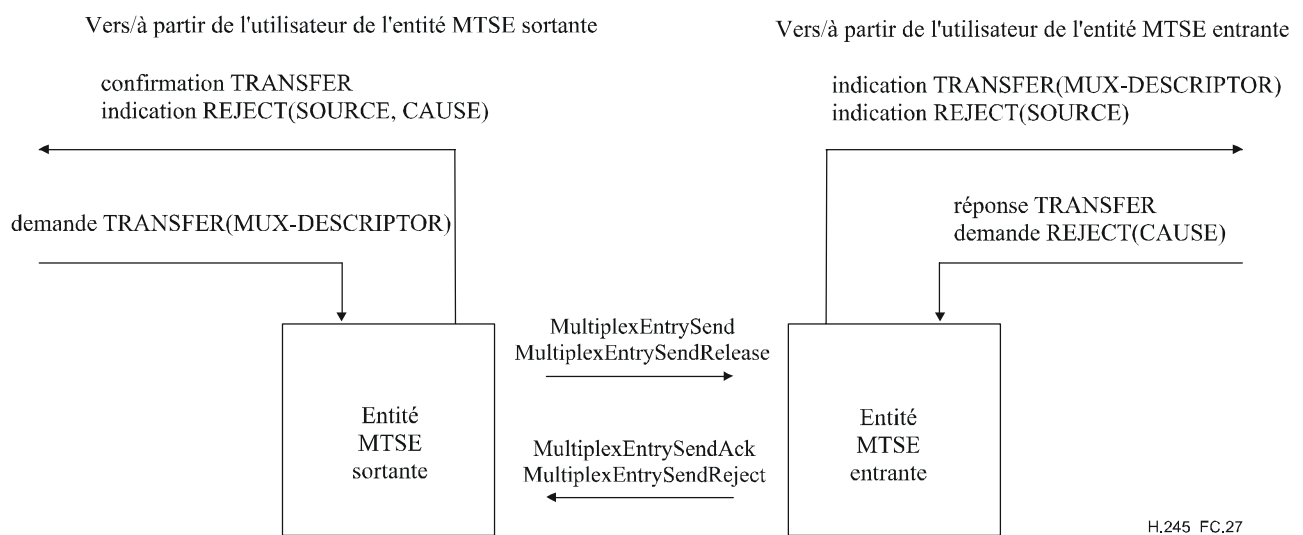 Vers/à partir de l'utilisateur de l'entité MTSE sortante
Vers/à partir de l'utilisateur de l'entité MTSE entrante
confirmation TRANSFER
indication REJECT(SOURCE, CAUSE)
indication TRANSFER(MUX-DESCRIPTOR)
indication REJECT(SOURCE)
demande TRANSFER(MUX-DESCRIPTOR)
réponse TRANSFER
demande REJECT(CAUSE)
MultiplexEntrySend
MultiplexEntrySendRelease
Entité
MTSE
sortante
MultiplexEntrySendAck
MultiplexEntrySendReject
Entité
MTSE
entrante
H.245_FC.27